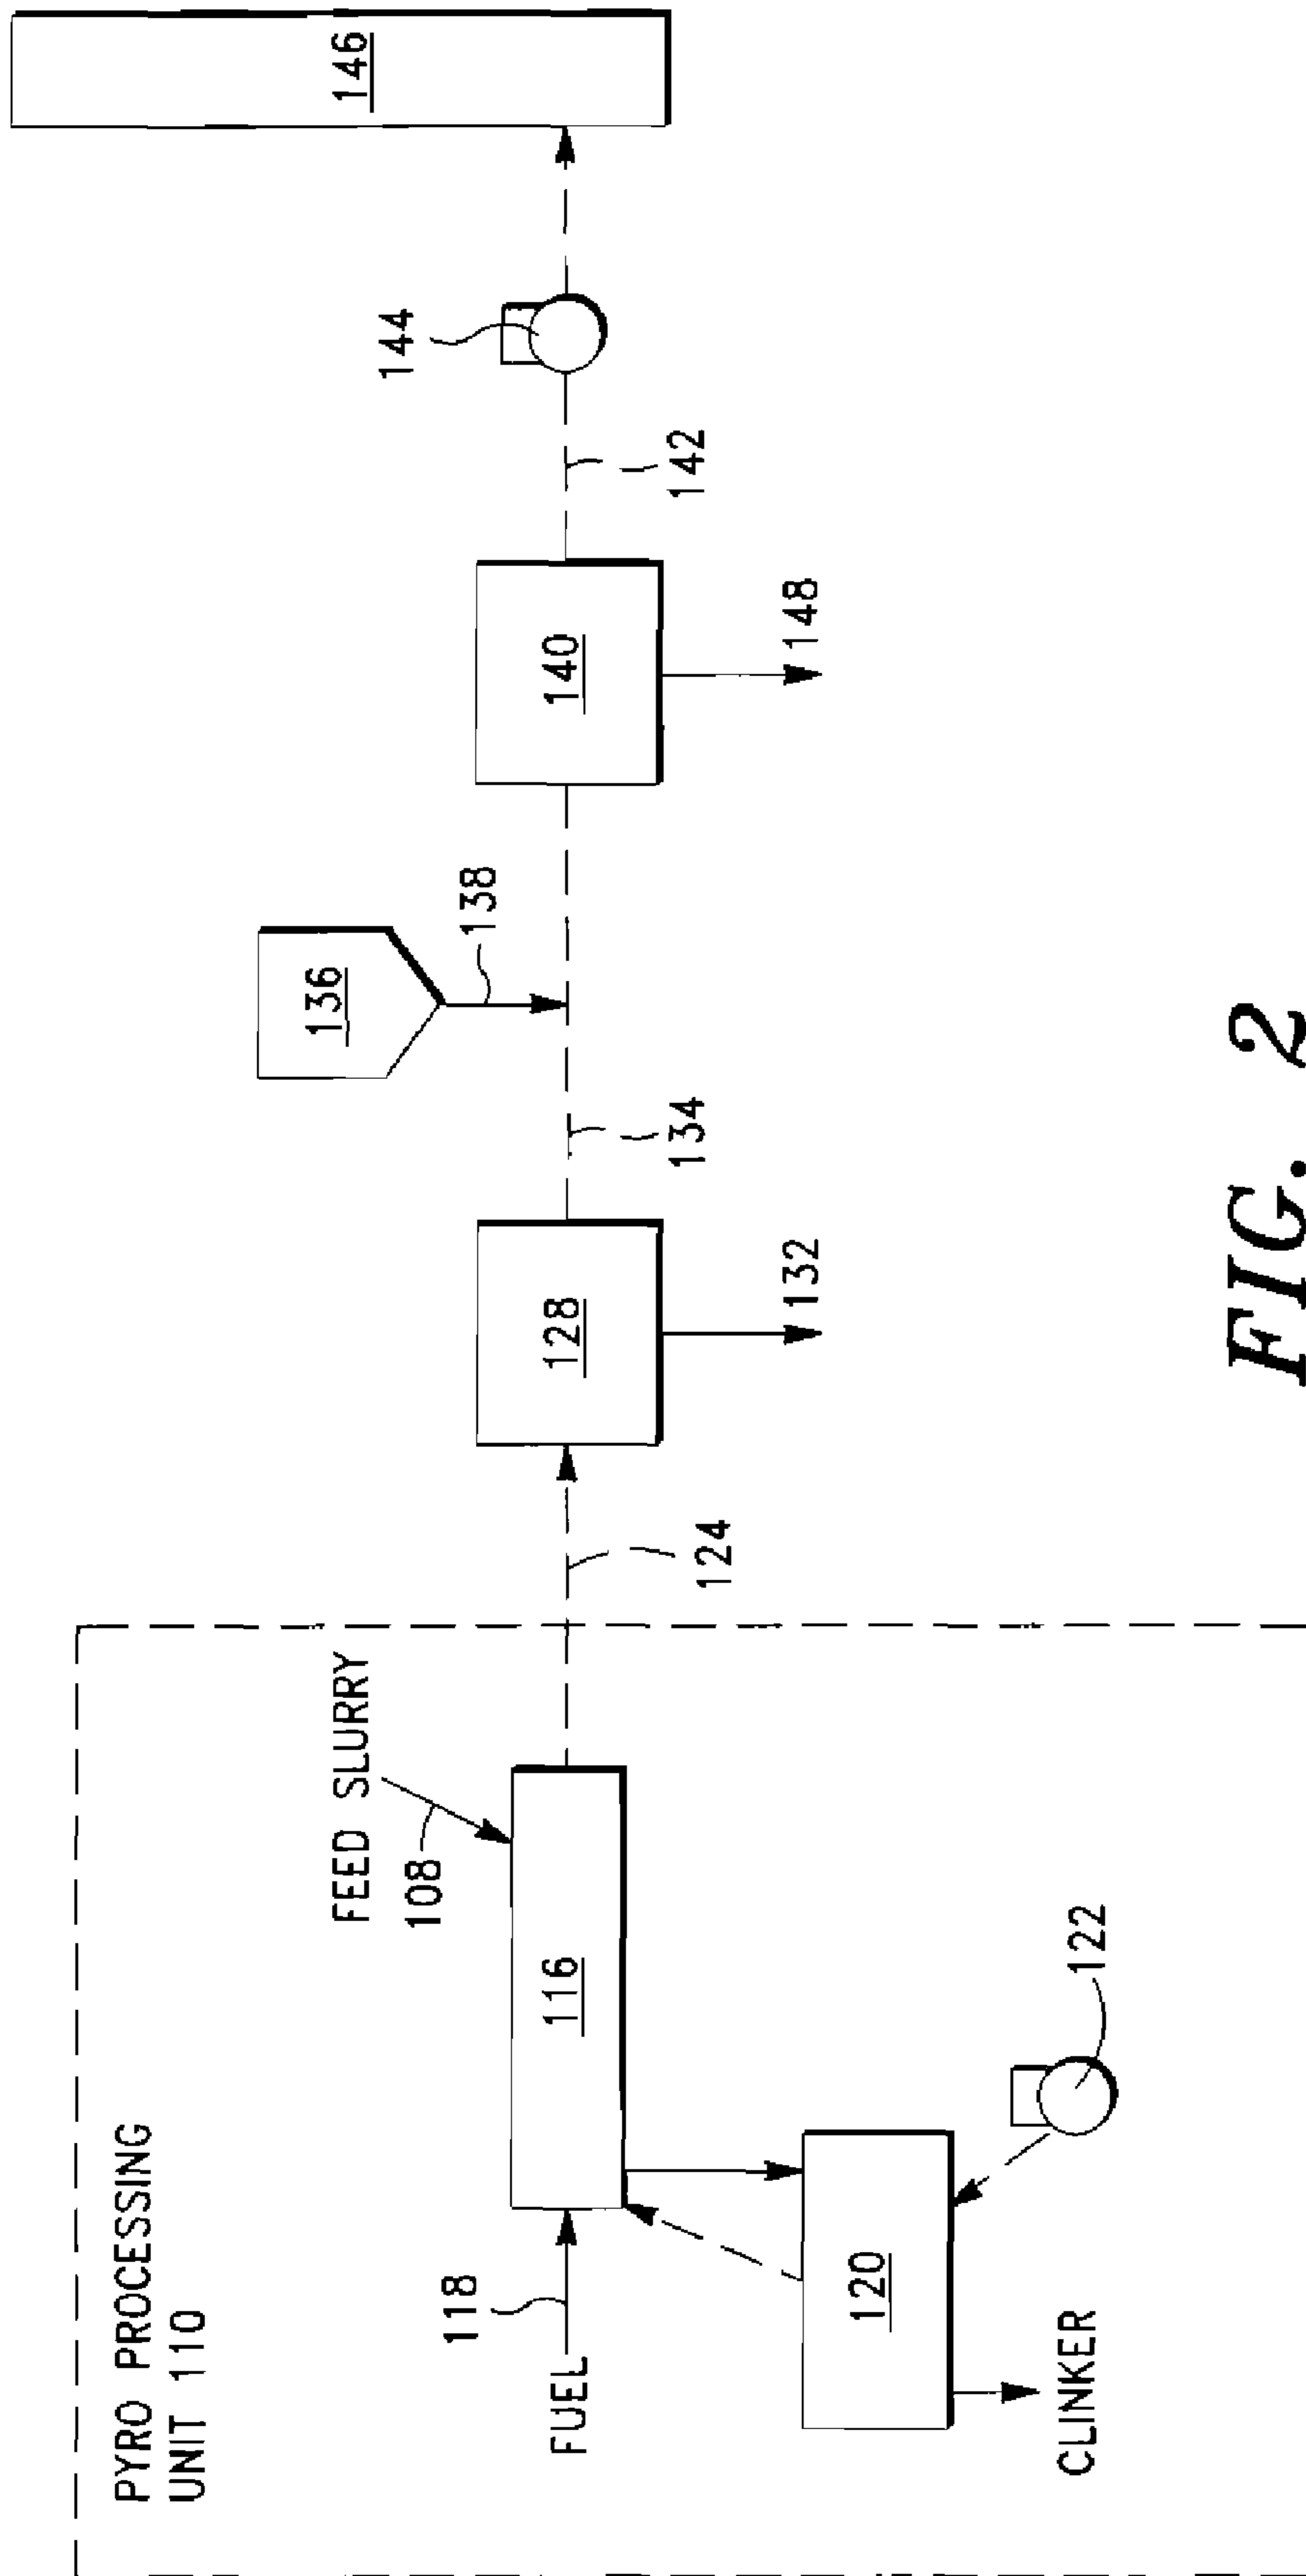 PYRO PROCESSING
UNIT 110
FEED SLURRY
108
116
118
FUEL
120
122
CLINKER
124
128
132
134
136
138
140
148
142
144
146
FIG. 2